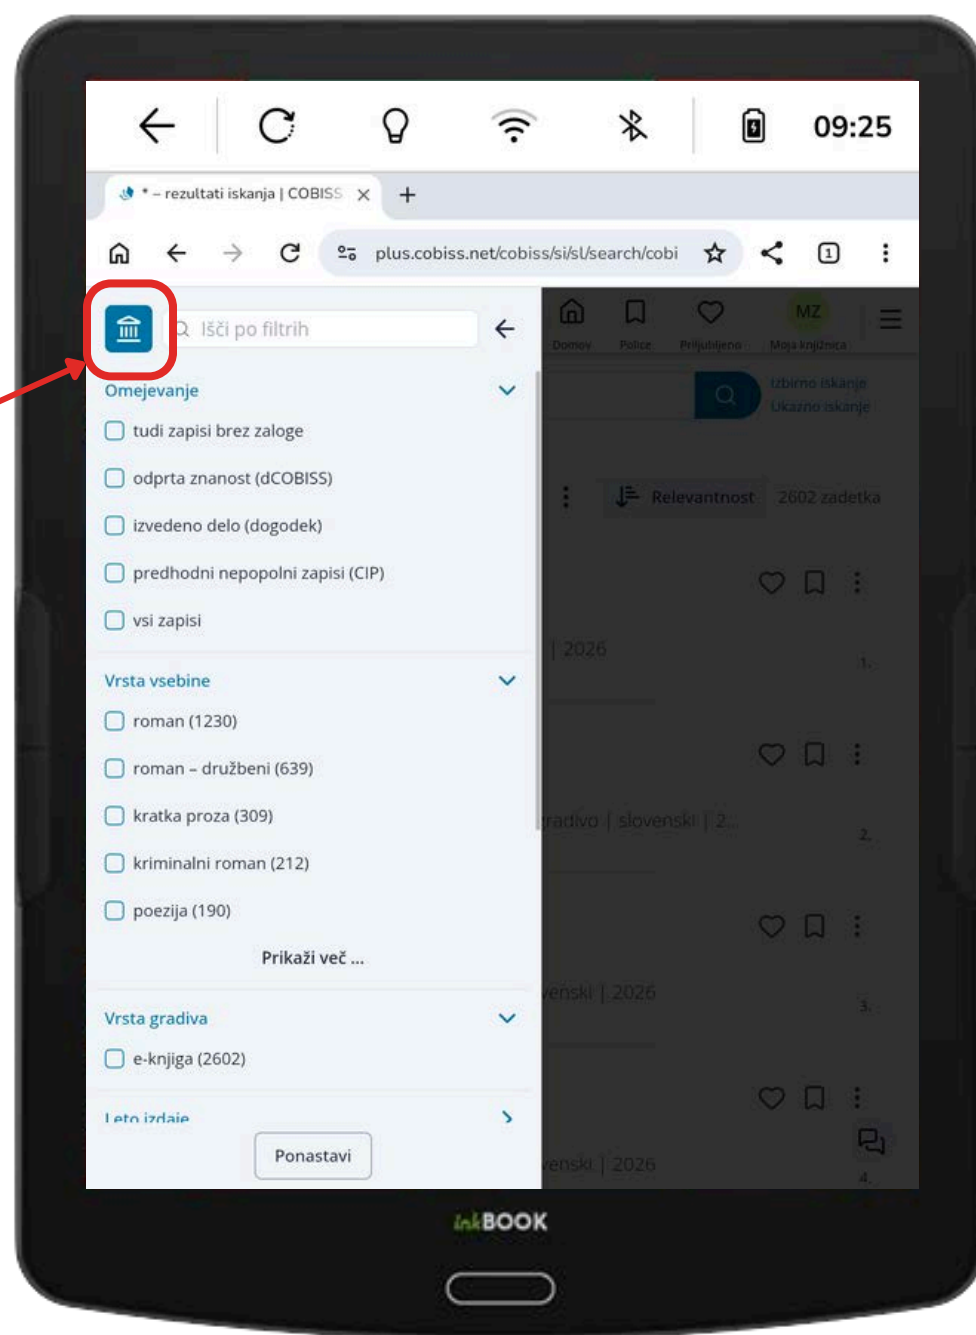 09:25
* – rezultati iskanja | COBISS
plus.cobiss.net/cobiss/si/sl/search/cobi
1
Išči po filtrih
Domov Police Priljubljeno MZ Moja knjižnica
Izbirno iskanje
Ukazno iskanje
Omejevanje
tudi zapisi brez zaloge
odprta znanost (dCOBISS)
izvedeno delo (dogodek)
predhodni nepopolni zapisi (CIP)
vsi zapisi
Relevantnost 2602 zadetka
| 2026
1.
Vrsta vsebine
roman (1230)
roman – družbeni (639)
kratka proza (309)
kriminalni roman (212)
poezija (190)
Prikaži več ...
gradivo | slovenski | 2...
2.
venski | 2026
3.
Vrsta gradiva
e-knjiga (2602)
Leto izdaje
Ponastavi
venski | 2026
4.
inkBOOK